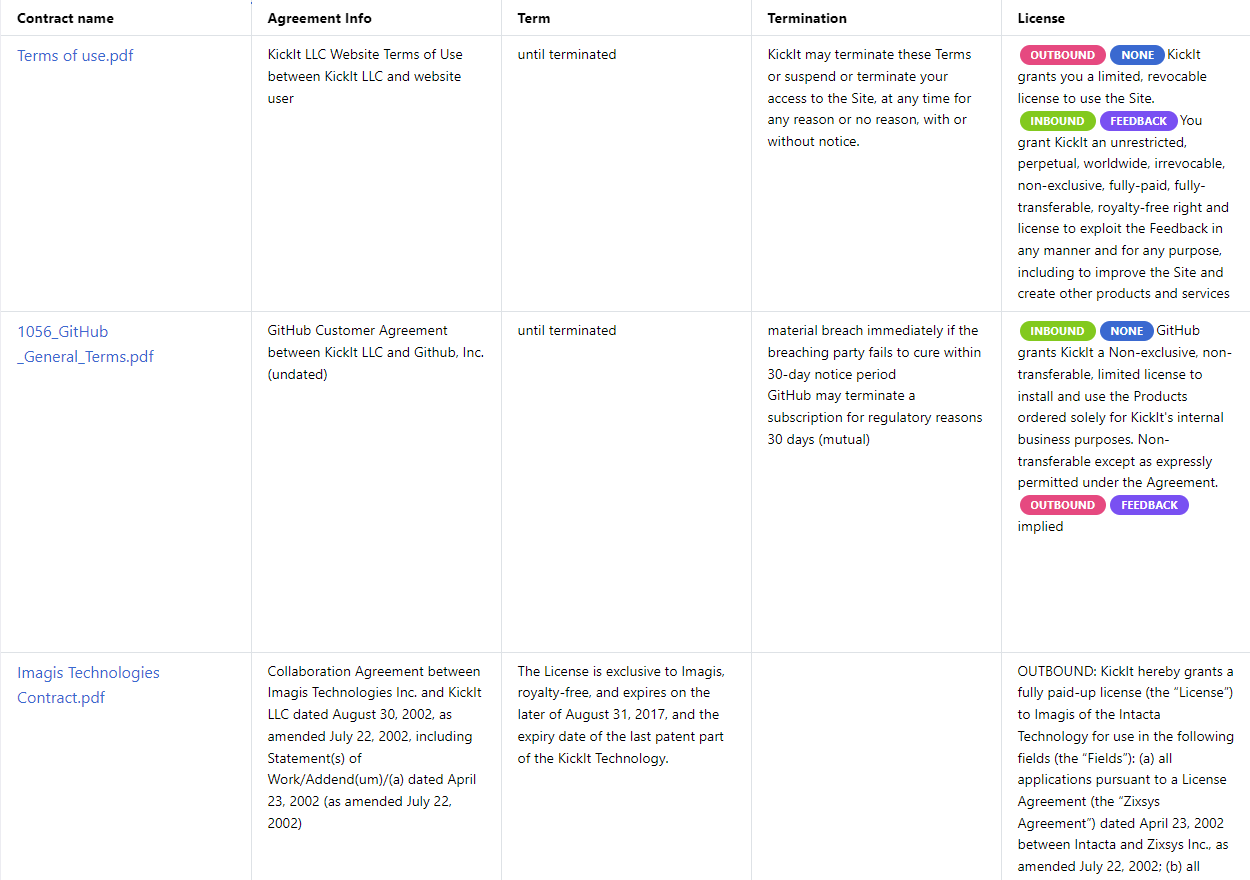 Contract name
Agreement Info
Term
Termination
License
Terms of use.pdf
KickIt LLC Website Terms of Use
between KickIt LLC and website
user
until terminated
KickIt may terminate these Terms
or suspend or terminate your
access to the Site, at any time for
any reason or no reason, with or
without notice.
OUTBOUND NONE KickIt
grants you a limited, revocable
license to use the Site.
INBOUND FEEDBACK You
grant KickIt an unrestricted,
perpetual, worldwide, irrevocable,
non-exclusive, fully-paid, fully-
transferable, royalty-free right and
license to exploit the Feedback in
any manner and for any purpose,
including to improve the Site and
create other products and services
1056_GitHub
_General_Terms.pdf
GitHub Customer Agreement
between KickIt LLC and Github, Inc.
(undated)
until terminated
material breach immediately if the
breaching party fails to cure within
30-day notice period
GitHub may terminate a
subscription for regulatory reasons
30 days (mutual)
INBOUND NONE GitHub
grants KickIt a Non-exclusive, non-
transferable, limited license to
install and use the Products
ordered solely for KickIt's internal
business purposes. Non-
transferable except as expressly
permitted under the Agreement.
OUTBOUND FEEDBACK
implied
Imagis Technologies
Contract.pdf
Collaboration Agreement between
Imagis Technologies Inc. and KickIt
LLC dated August 30, 2002, as
amended July 22, 2002, including
Statement(s) of
Work/Addend(um)/(a) dated April
23, 2002 (as amended July 22,
2002)
The License is exclusive to Imagis,
royalty-free, and expires on the
later of August 31, 2017, and the
expiry date of the last patent part
of the KickIt Technology.
OUTBOUND: KickIt hereby grants a
fully paid-up license (the “License”)
to Imagis of the Intacta
Technology for use in the following
fields (the “Fields”): (a) all
applications pursuant to a License
Agreement (the “Zixsys
Agreement”) dated April 23, 2002
between Intacta and Zixsys Inc., as
amended July 22, 2002; (b) all